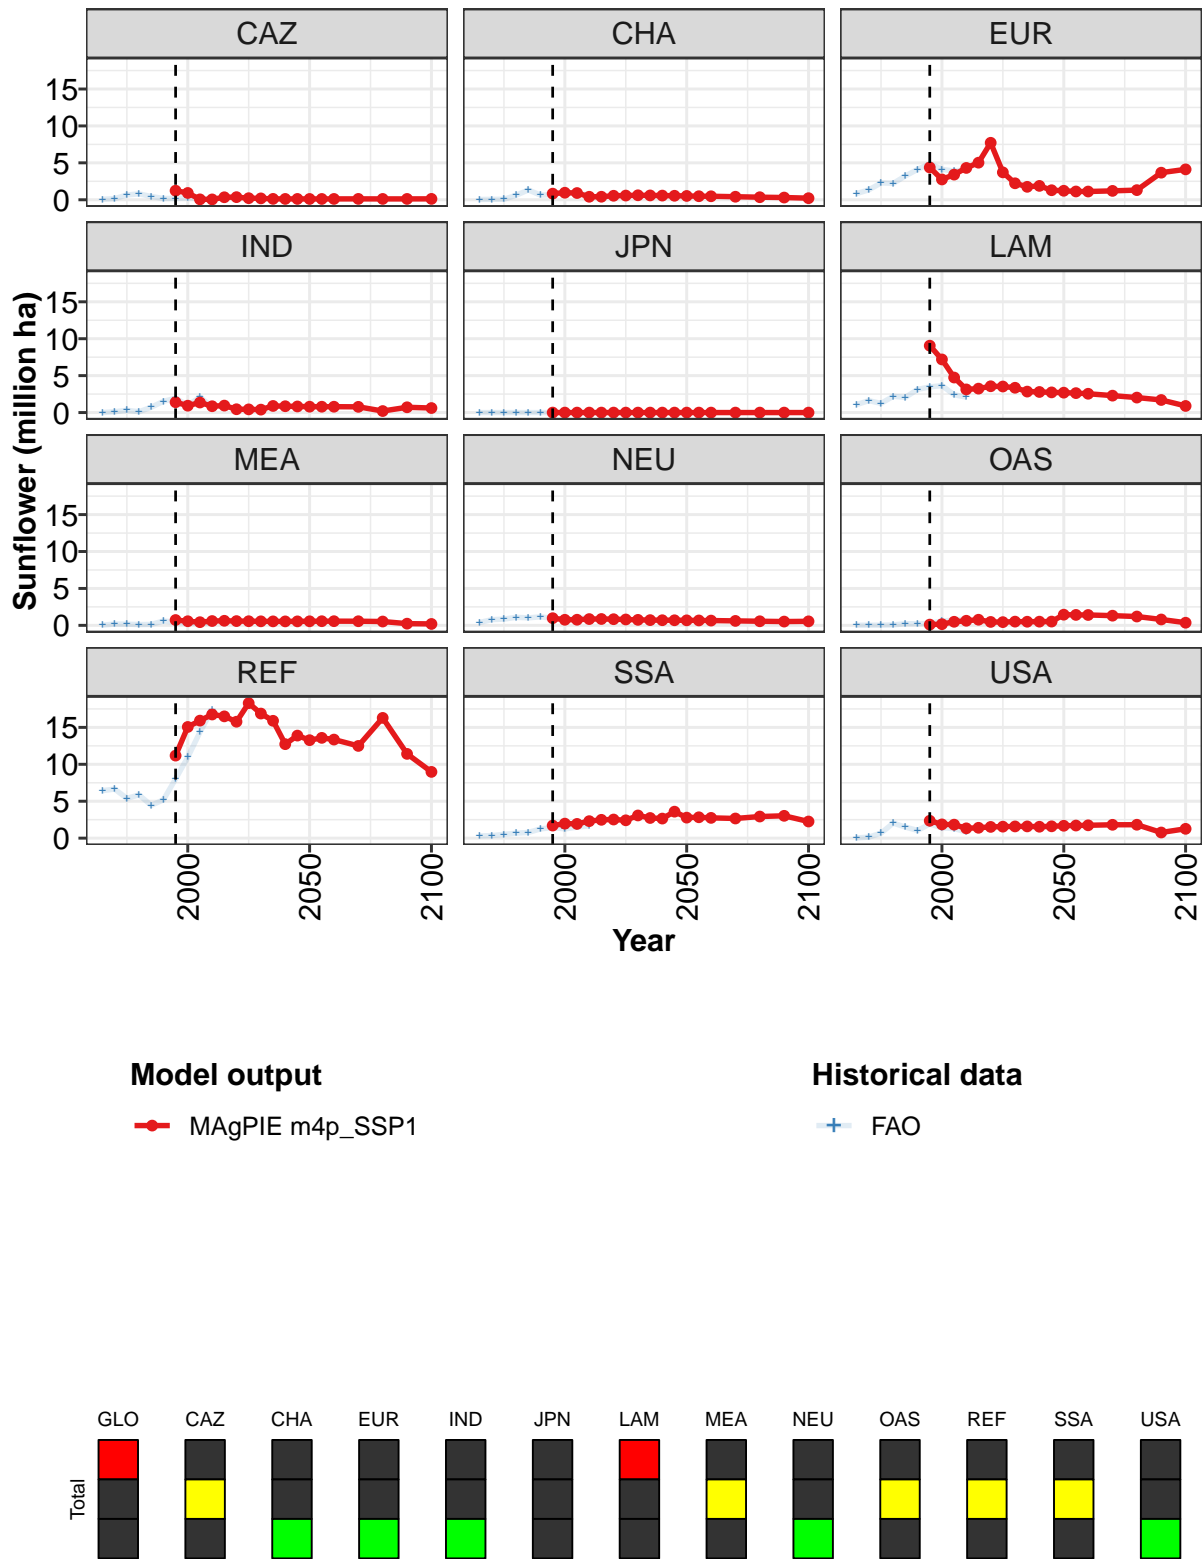 CAZ CHA EUR
15
10
5
0
IND JPN LAM
15
10
5
0
MEA NEU OAS
15
10
5
0
REF SSA USA
15
10
5
0
Sunflower (million ha)
2000 2050 2100 2000 2050 2100 2000 2050 2100
Year
Model output Historical data
MAgPIE m4p_SSP1 FAO
GLO CAZ CHA EUR IND JPN LAM MEA NEU OAS REF SSA USA
Total